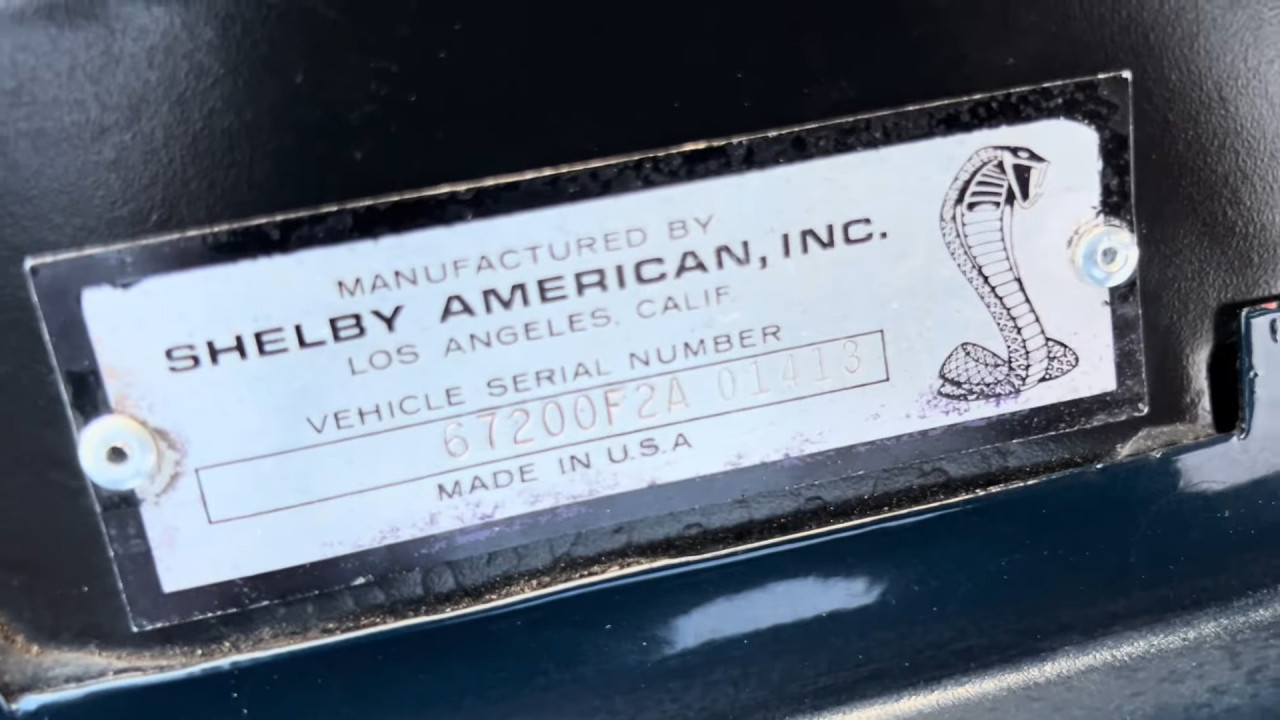 MANUFACTURED BY
SHELBY AMERICAN, INC.
LOS ANGELES. CALIF.
VEHICLE SERIAL NUMBER
67200F2A 01413
MADE IN U.S.A